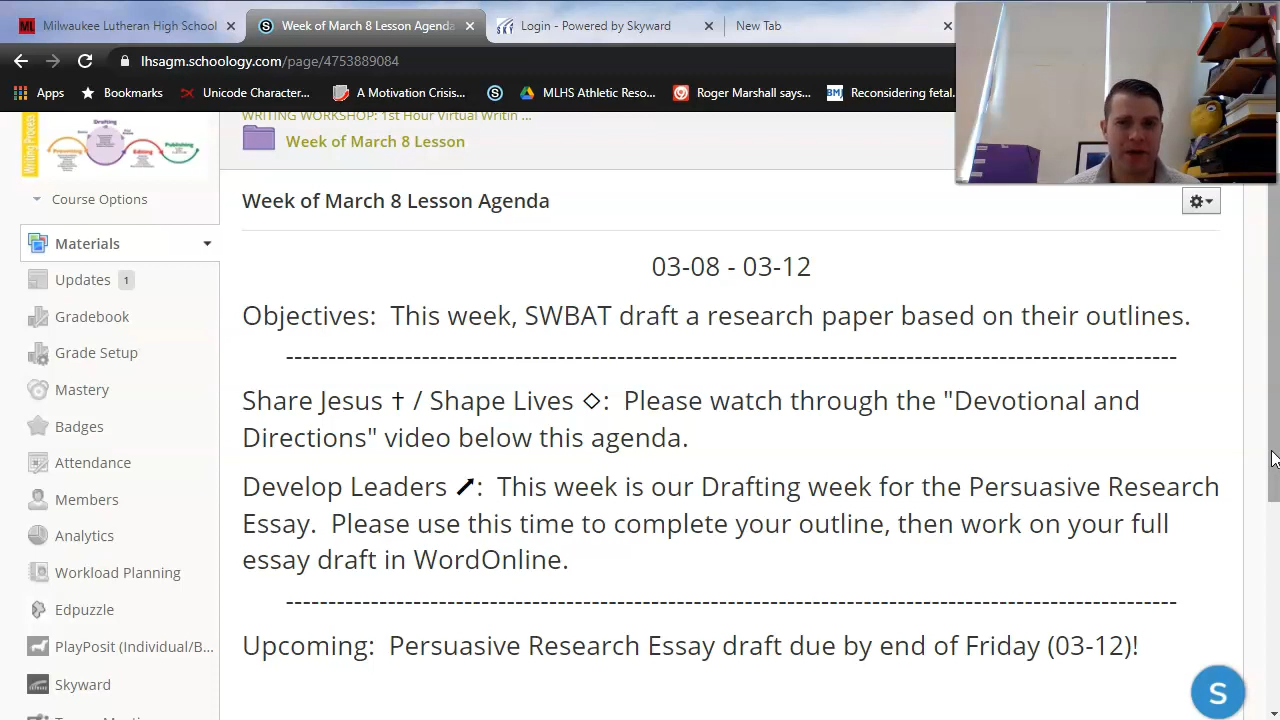 Milwaukee Lutheran High School
Week of March 8 Lesson Agenda
Login - Powered by Skyward
New Tab
lhsagm.schoology.com/page/4753889084
Apps
Bookmarks
Unicode Character...
A Motivation Crisis...
MLHS Athletic Reso...
Roger Marshall says...
BMJ
Reconsidering fetal.
Writing Process
Drafting
Editing
Publishing
WRITING WORKSHOP: 1st Hour Virtual Writin ...
Week of March 8 Lesson
Course Options
Materials
Updates 1
Gradebook
Grade Setup
Mastery
Badges
Attendance
Members
Analytics
Workload Planning
Edpuzzle
PlayPosit (Individual/B...
Skyward
Week of March 8 Lesson Agenda
03-08 - 03-12
Objectives: This week, SWBAT draft a research paper based on their outlines.
Share Jesus † / Shape Lives ◇: Please watch through the "Devotional and
Directions" video below this agenda.
Develop Leaders ⬈: This week is our Drafting week for the Persuasive Research
Essay. Please use this time to complete your outline, then work on your full
essay draft in WordOnline.
Upcoming: Persuasive Research Essay draft due by end of Friday (03-12)!
S